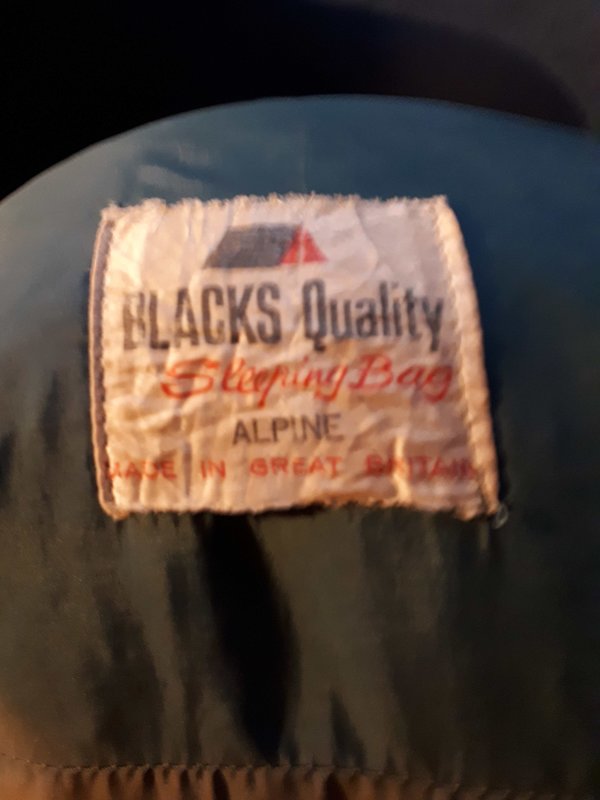 BLACKS Quality
Sleeping Bag
ALPINE
MADE IN GREAT BRITAIN